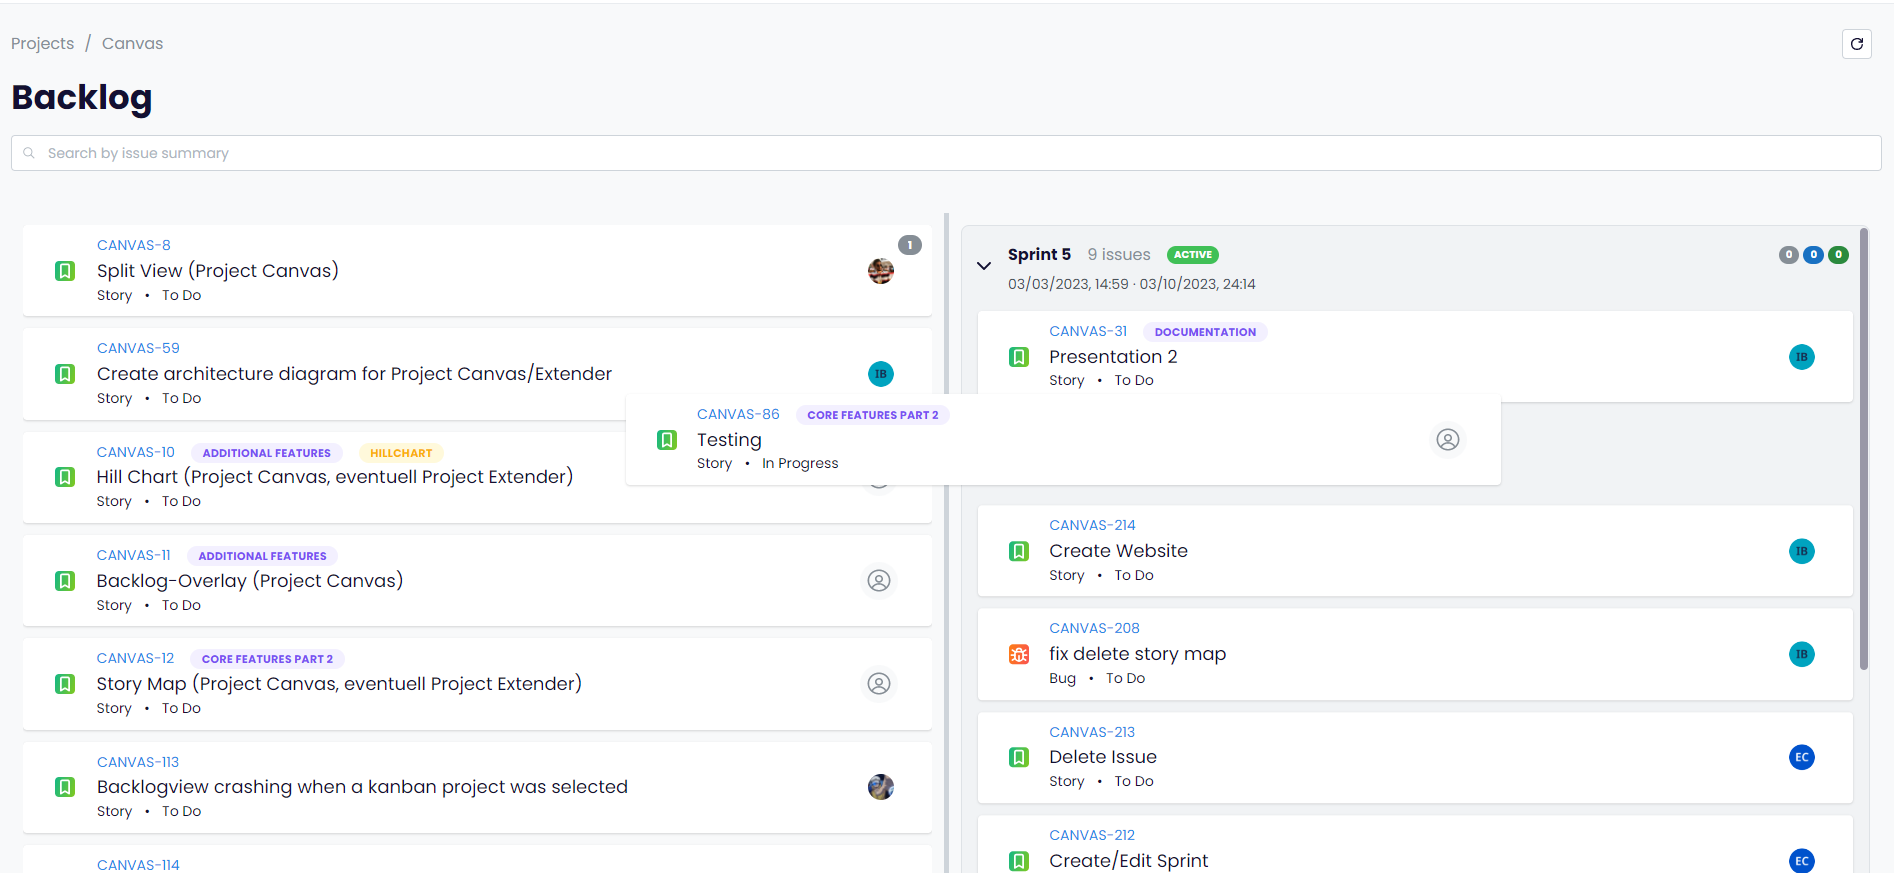 Projects / Canvas
Backlog
Search by issue summary
CANVAS-8
1
Split View (Project Canvas)
Story • To Do
CANVAS-59
Create architecture diagram for Project Canvas/Extender
IB
Story • To Do
CANVAS-10 ADDITIONAL FEATURES HILLCHART
Hill Chart (Project Canvas, eventuell Project Extender)
Story • To Do
CANVAS-11 ADDITIONAL FEATURES
Backlog-Overlay (Project Canvas)
Story • To Do
CANVAS-12 CORE FEATURES PART 2
Story Map (Project Canvas, eventuell Project Extender)
Story • To Do
CANVAS-113
Backlogview crashing when a kanban project was selected
Story • To Do
CANVAS-114
CANVAS-86 CORE FEATURES PART 2
Testing
Story • In Progress
Sprint 5 9 issues ACTIVE 0 0 0
03/03/2023, 14:59 · 03/10/2023, 24:14
CANVAS-31 DOCUMENTATION
Presentation 2
IB
Story • To Do
CANVAS-214
Create Website
IB
Story • To Do
CANVAS-208
fix delete story map
IB
Bug • To Do
CANVAS-213
Delete Issue
EC
Story • To Do
CANVAS-212
Create/Edit Sprint
EC